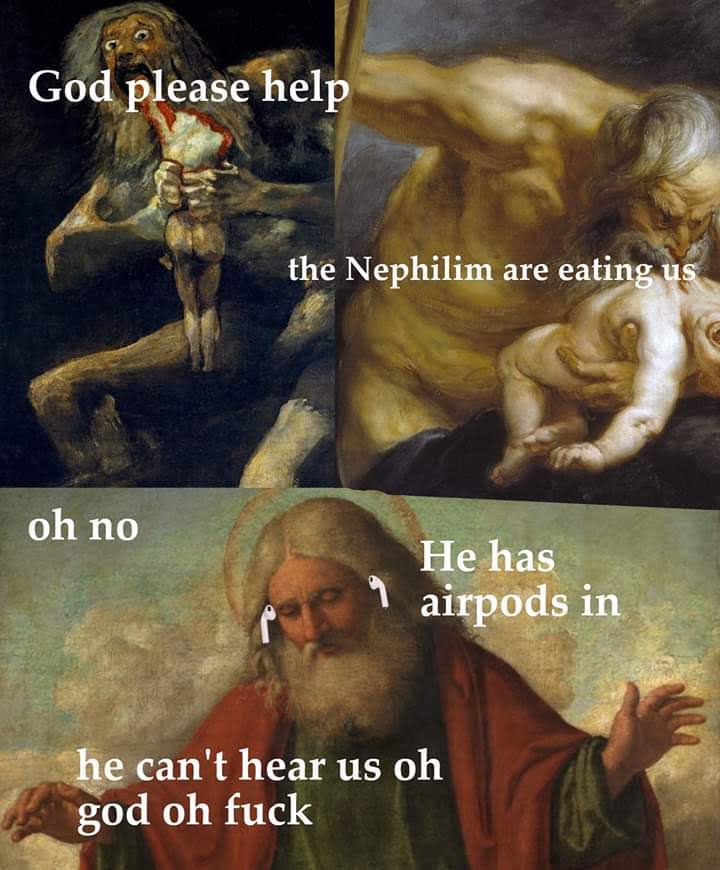 God please help
the Nephilim are eating us
oh no
He has
airpods in
he can't hear us oh
god oh fuck